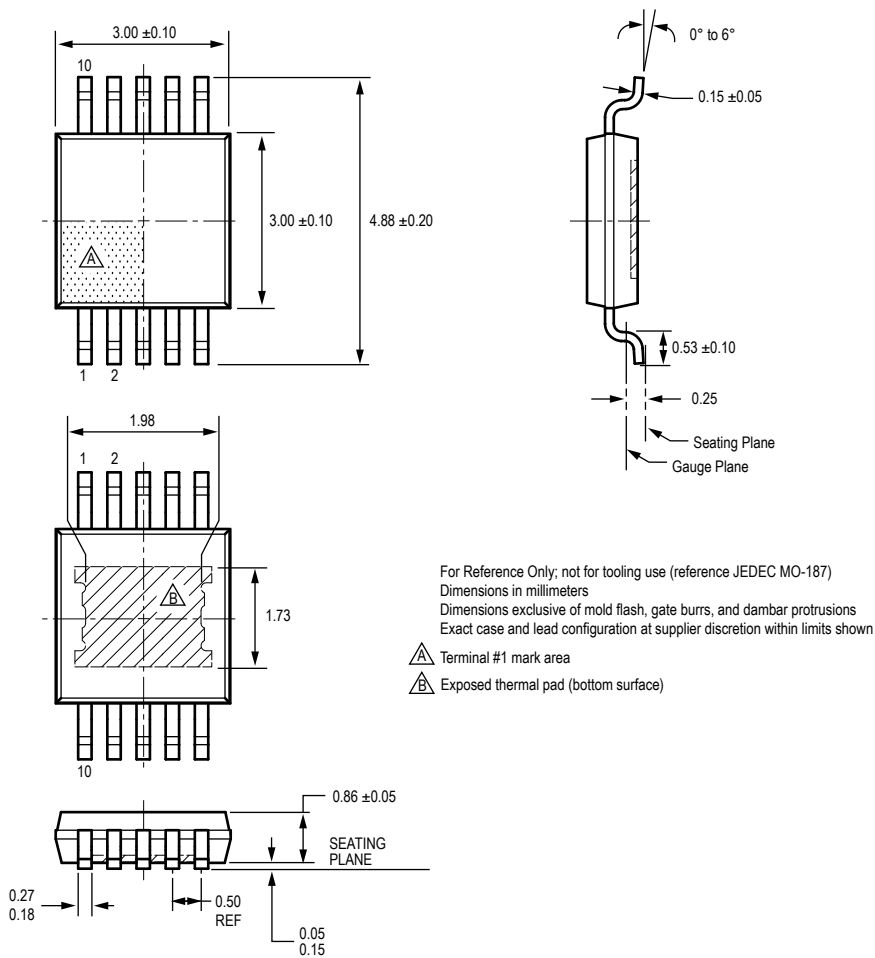 3.00 ±0.10
0° to 6°
10
0.15 ±0.05
3.00 ±0.10
4.88 ±0.20
A
0.53 ±0.10
1 2
0.25
1.98
Seating Plane
Gauge Plane
1 2
For Reference Only; not for tooling use (reference JEDEC MO-187)
Dimensions in millimeters
Dimensions exclusive of mold flash, gate burrs, and dambar protrusions
Exact case and lead configuration at supplier discretion within limits shown
B
1.73
A Terminal #1 mark area
B Exposed thermal pad (bottom surface)
10
0.86 ±0.05
SEATING
PLANE
0.27
0.18
0.50
REF
0.05
0.15